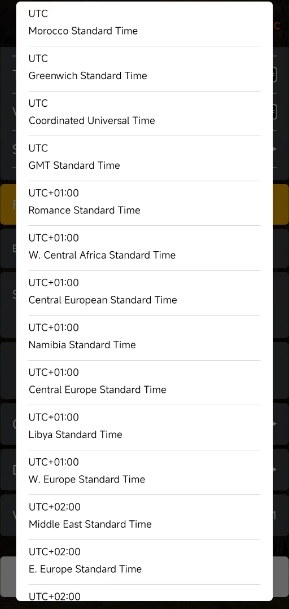 UTC
Morocco Standard Time
UTC
Greenwich Standard Time
UTC
Coordinated Universal Time
UTC
GMT Standard Time
UTC+01:00
Romance Standard Time
UTC+01:00
W. Central Africa Standard Time
UTC+01:00
Central European Standard Time
UTC+01:00
Namibia Standard Time
UTC+01:00
Central Europe Standard Time
UTC+01:00
Libya Standard Time
UTC+01:00
W. Europe Standard Time
UTC+02:00
Middle East Standard Time
UTC+02:00
E. Europe Standard Time
UTC+02:00